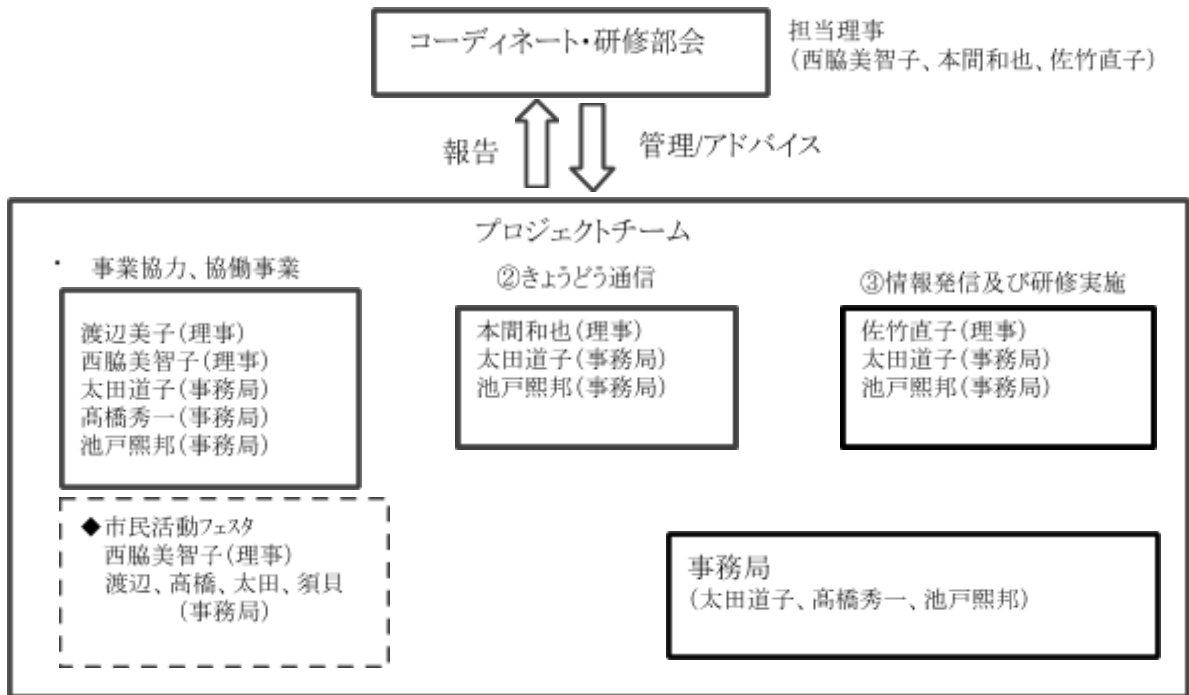 コーディネート・研修部会
担当理事
(西脇美智子、本間和也、佐竹直子)
報告
管理/アドバイス
プロジェクトチーム
・ 事業協力、協働事業
渡辺美子(理事)
西脇美智子(理事)
太田道子(事務局)
髙橋秀一(事務局)
池戸熙邦(事務局)
②きょうどう通信
本間和也(理事)
太田道子(事務局)
池戸熙邦(事務局)
③情報発信及び研修実施
佐竹直子(理事)
太田道子(事務局)
池戸熙邦(事務局)
◆市民活動フェスタ
西脇美智子(理事)
渡辺、高橋、太田、須貝
(事務局)
事務局
(太田道子、髙橋秀一、池戸熙邦)